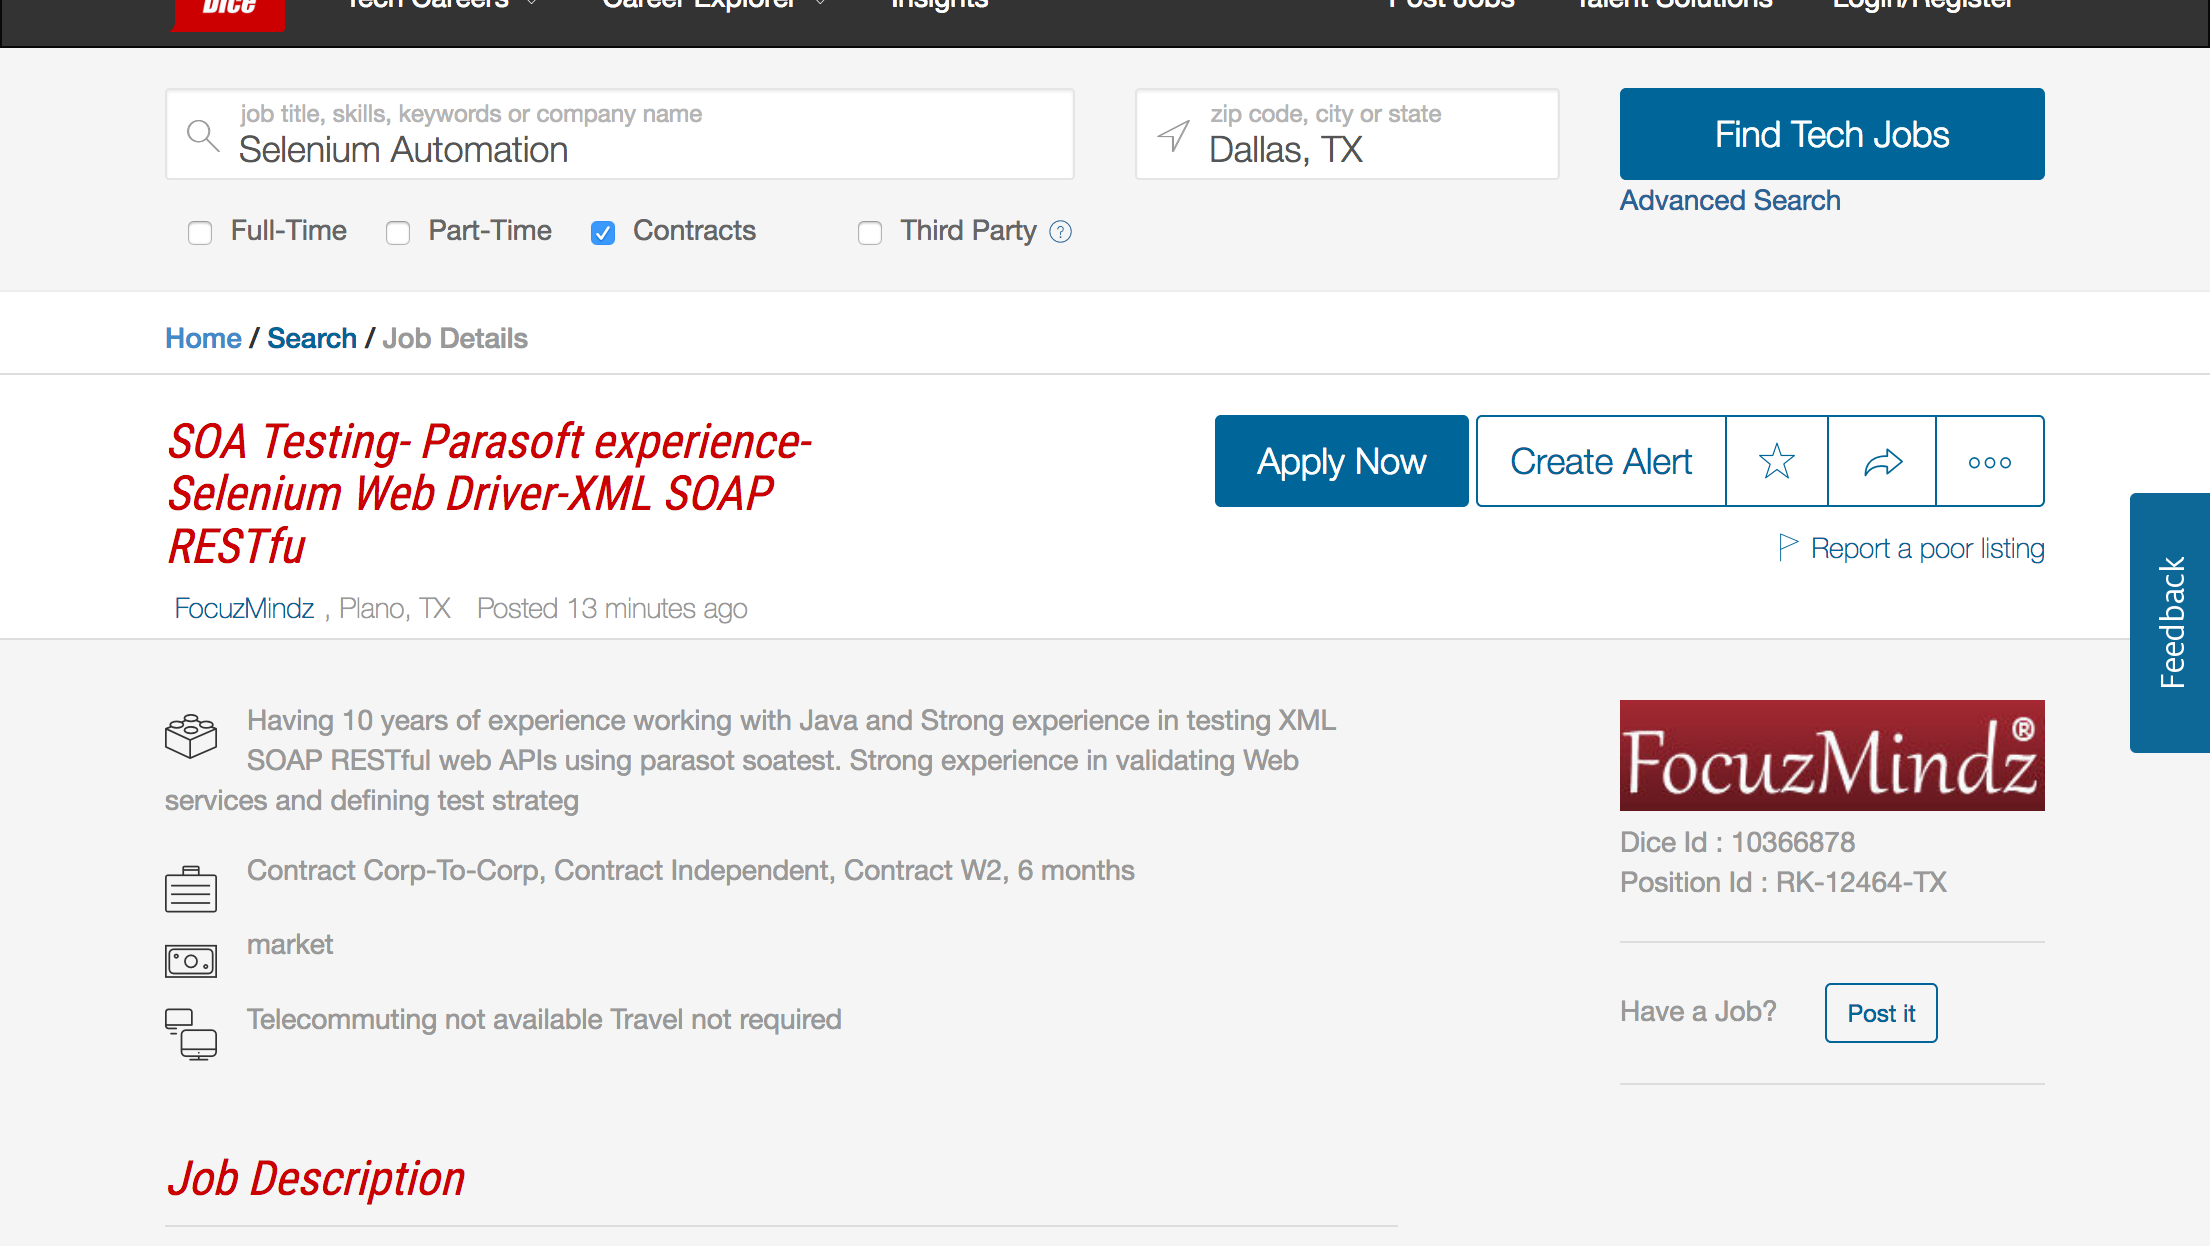 Dice
Tech Careers
Career Explorer
Insights
Post Jobs
Talent Solutions
Login/Register
job title, skills, keywords or company name
Selenium Automation
zip code, city or state
Dallas, TX
Find Tech Jobs
Advanced Search
Full-Time
Part-Time
Contracts
Third Party
?
Home / Search / Job Details
SOA Testing- Parasoft experience-
Selenium Web Driver-XML SOAP
RESTfu
Apply Now
Create Alert
Report a poor listing
FocuzMindz , Plano, TX Posted 13 minutes ago
Feedback
Having 10 years of experience working with Java and Strong experience in testing XML
SOAP RESTful web APIs using parasot soatest. Strong experience in validating Web
services and defining test strateg
Contract Corp-To-Corp, Contract Independent, Contract W2, 6 months
market
Telecommuting not available Travel not required
FocuzMindz®
Dice Id : 10366878
Position Id : RK-12464-TX
Have a Job?
Post it
Job Description